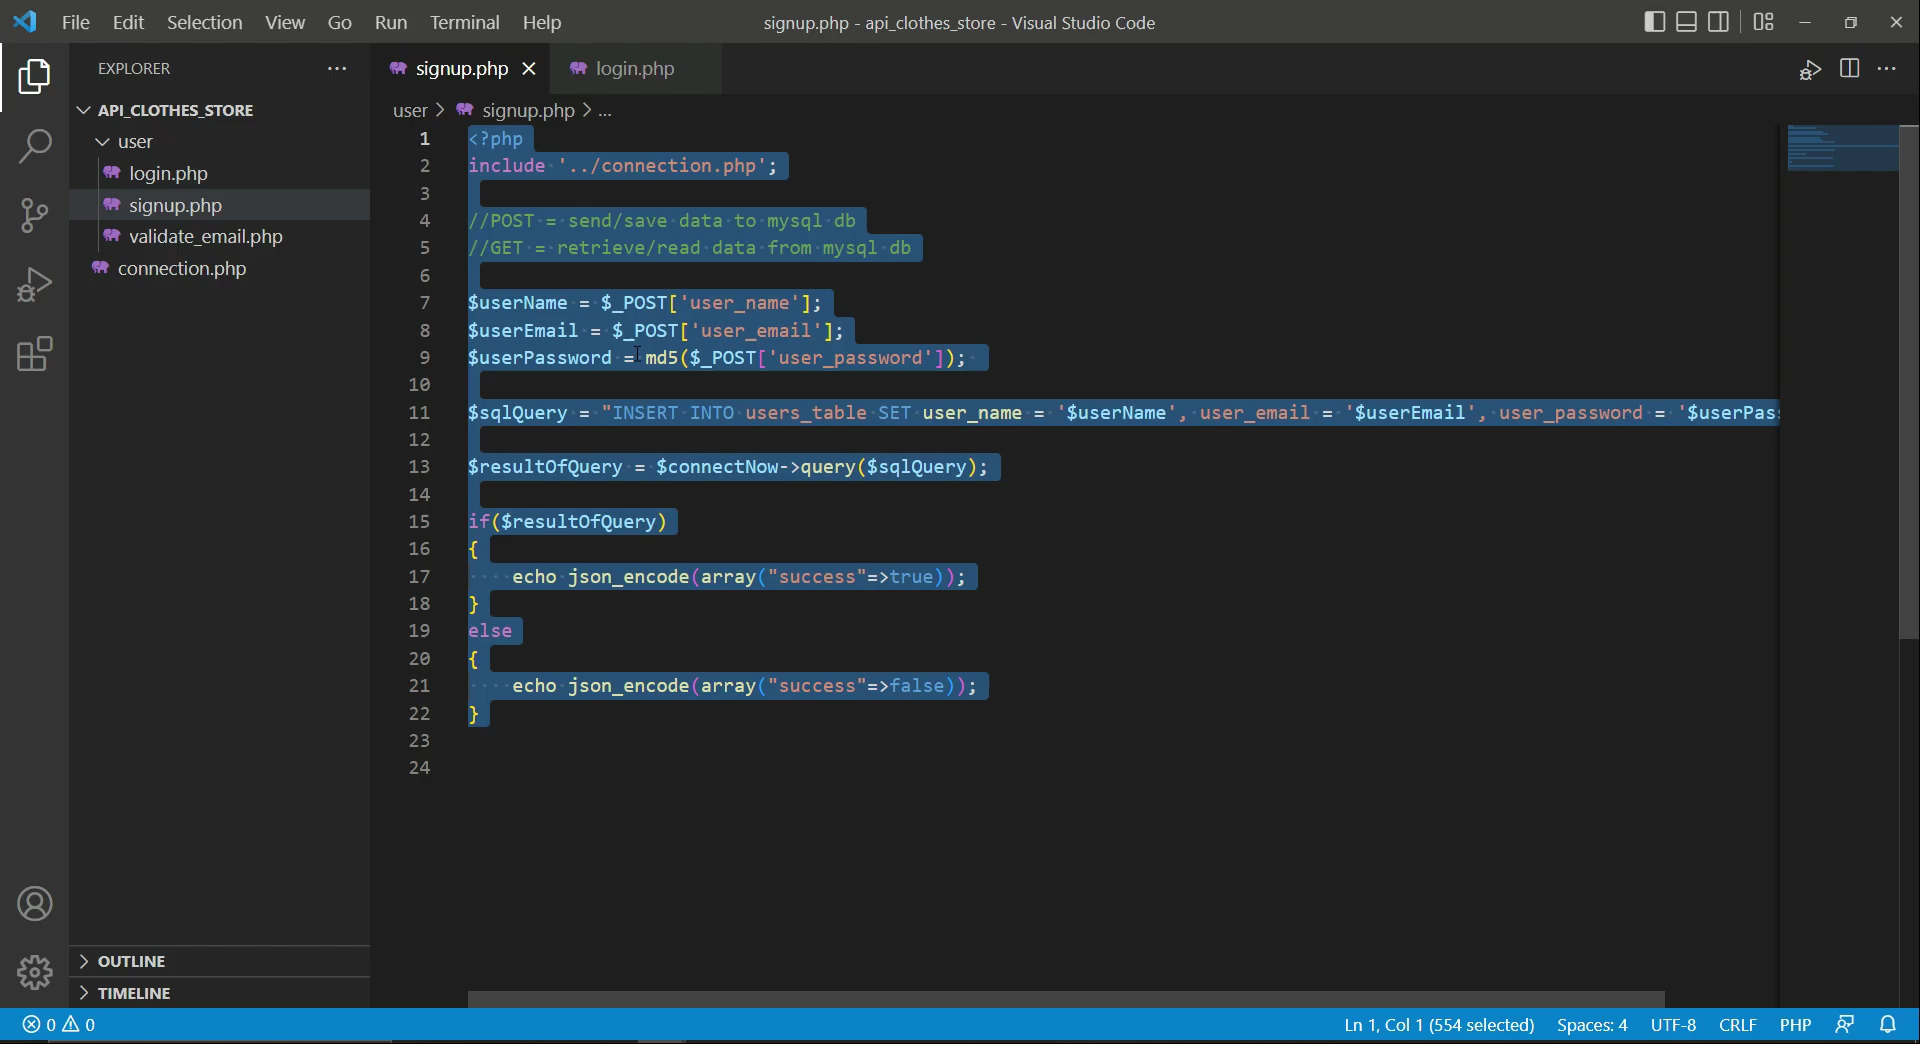 File Edit Selection View Go Run Terminal Help
signup.php - api_clothes_store - Visual Studio Code
EXPLORER
API_CLOTHES_STORE
user
login.php
signup.php
validate_email.php
connection.php
OUTLINE
TIMELINE
signup.php login.php
user > signup.php > ...
1 <?php
2 include '../connection.php';
3
4 //POST = send/save data to mysql db
5 //GET = retrieve/read data from mysql db
6
7 $userName = $_POST['user_name'];
8 $userEmail = $_POST['user_email'];
9 $userPassword = md5($_POST['user_password']);
10
11 $sqlQuery = "INSERT INTO users_table SET user_name = '$userName', user_email = '$userEmail', user_password = '$userPas
12
13 $resultOfQuery = $connectNow->query($sqlQuery);
14
15 if($resultOfQuery)
16 {
17     echo json_encode(array("success"=>true));
18 }
19 else
20 {
21     echo json_encode(array("success"=>false));
22 }
23
24
0 0 Ln 1, Col 1 (554 selected) Spaces: 4 UTF-8 CRLF PHP